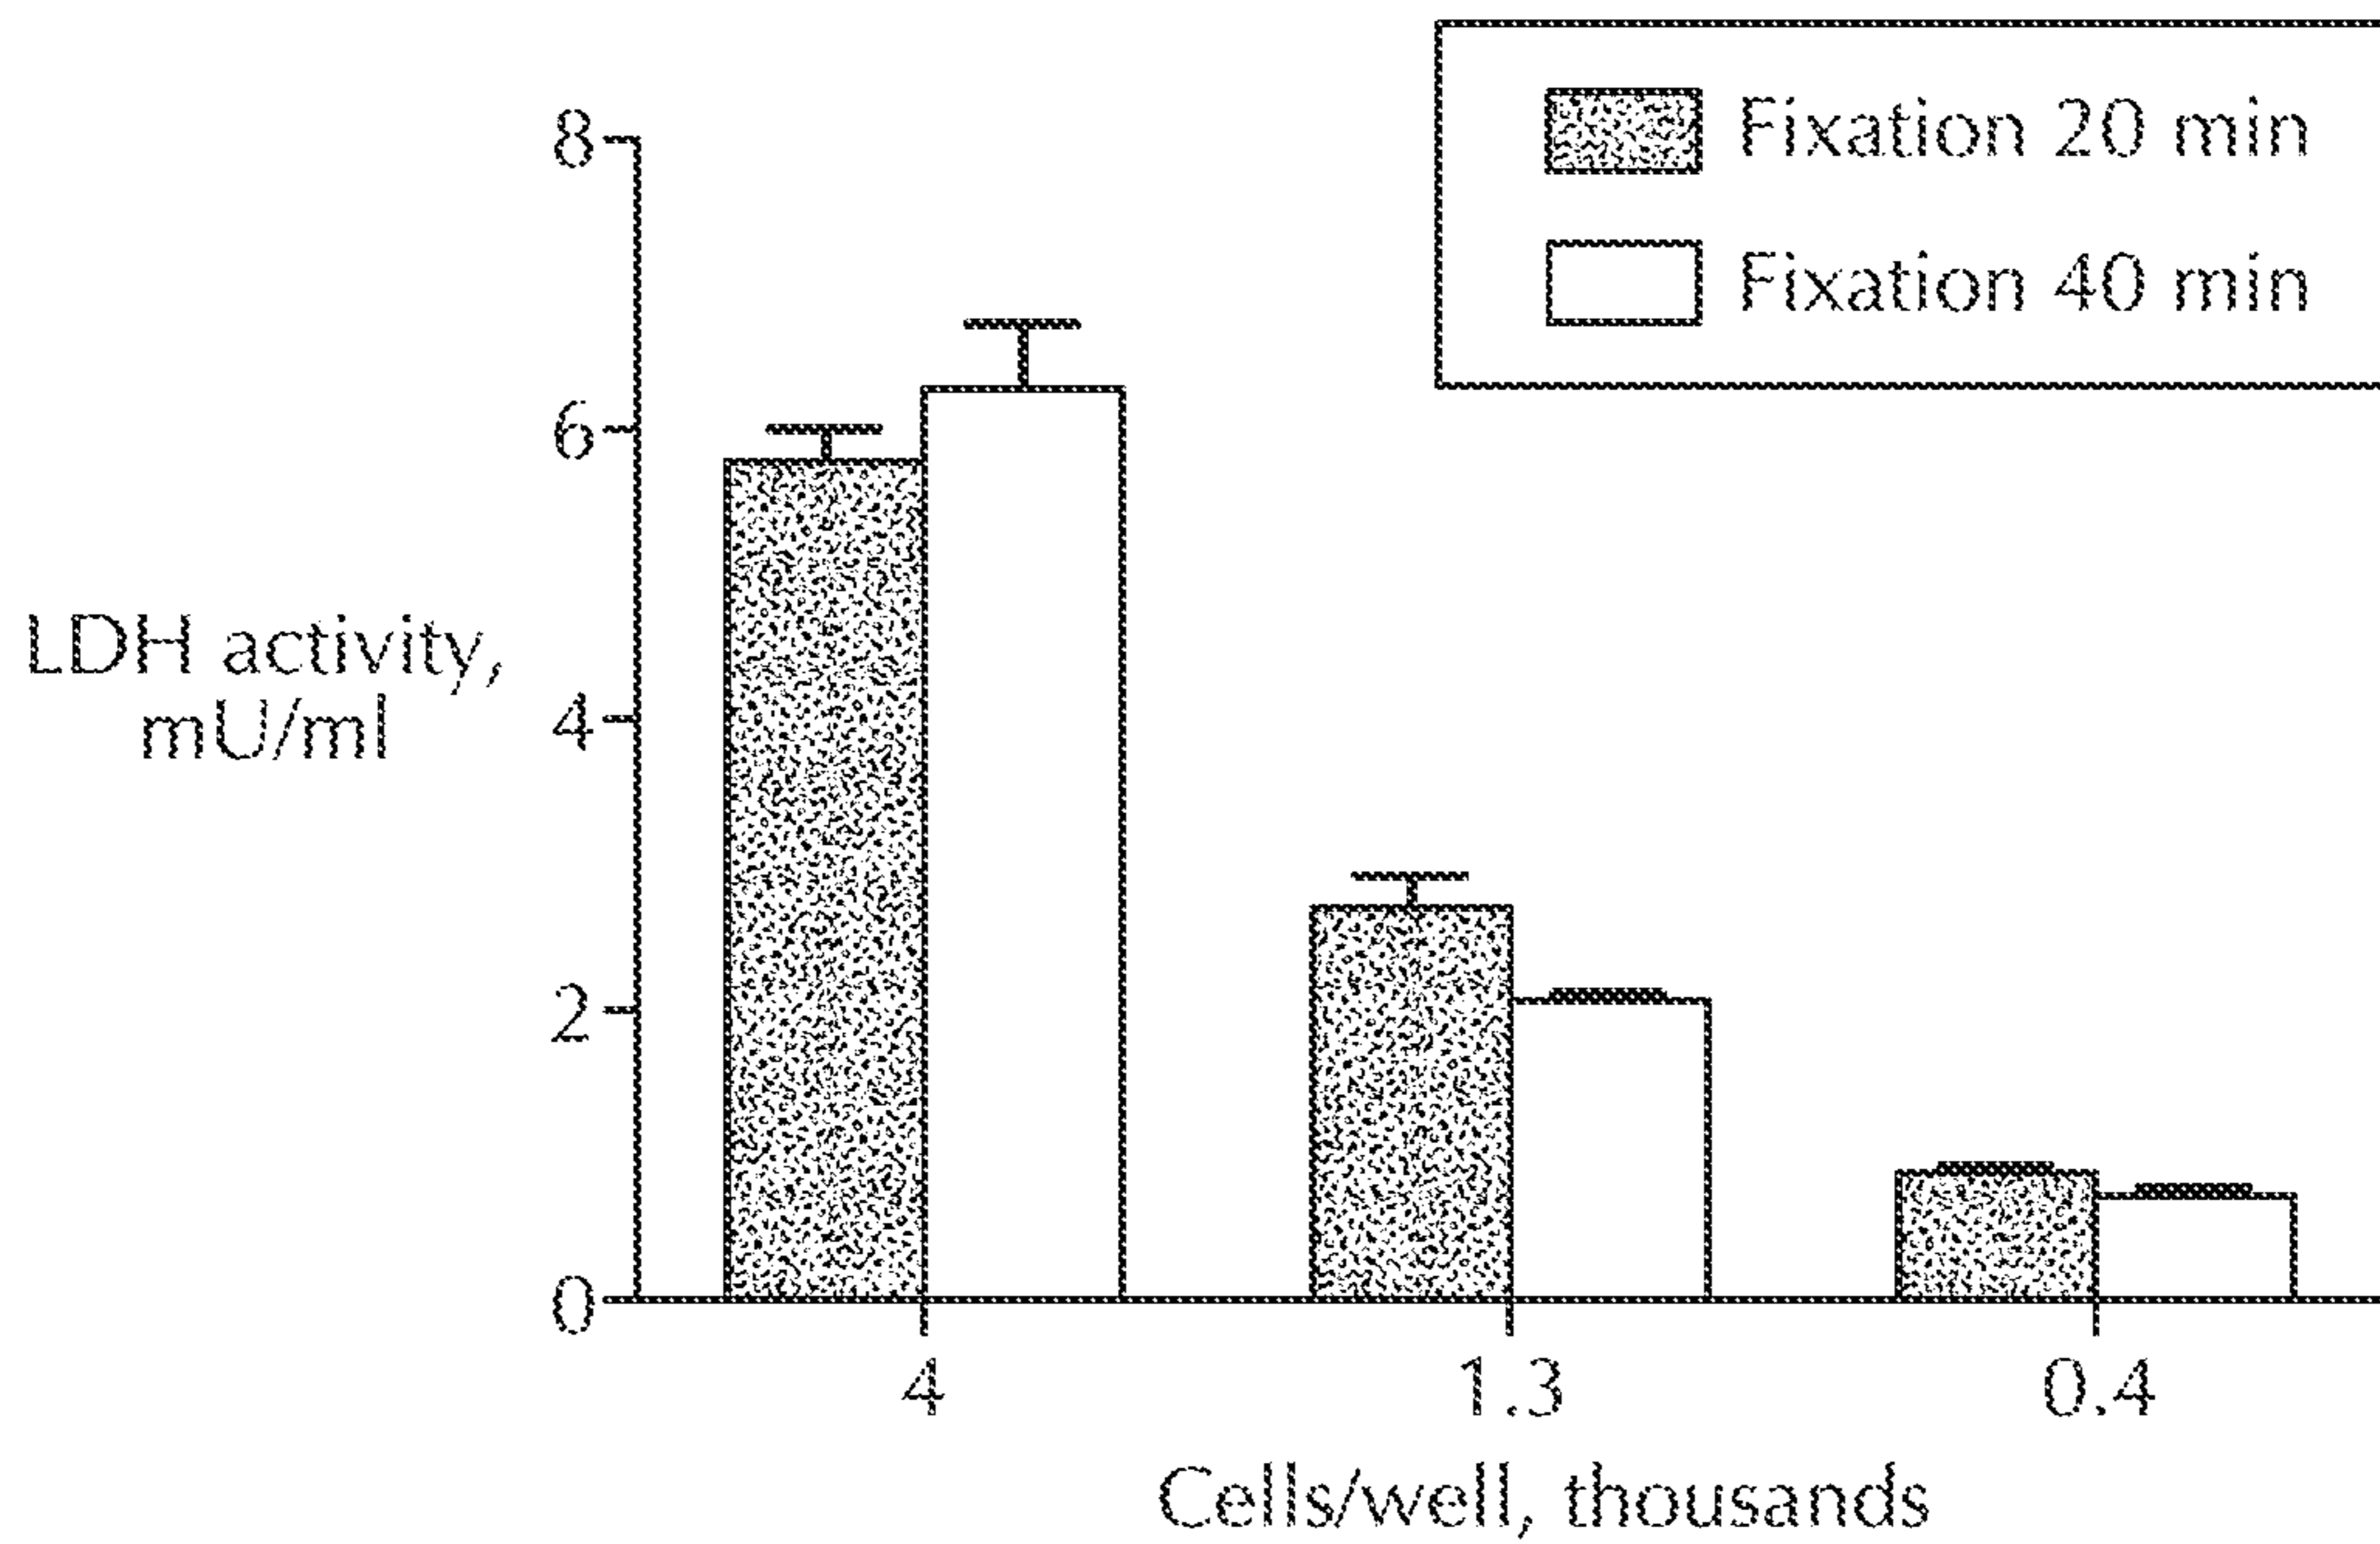 Fixation 20 min
Fixation 40 min
8
6
4
2
0
LDH activity,
mU/ml
4
1.3
0.4
Cells/well, thousands